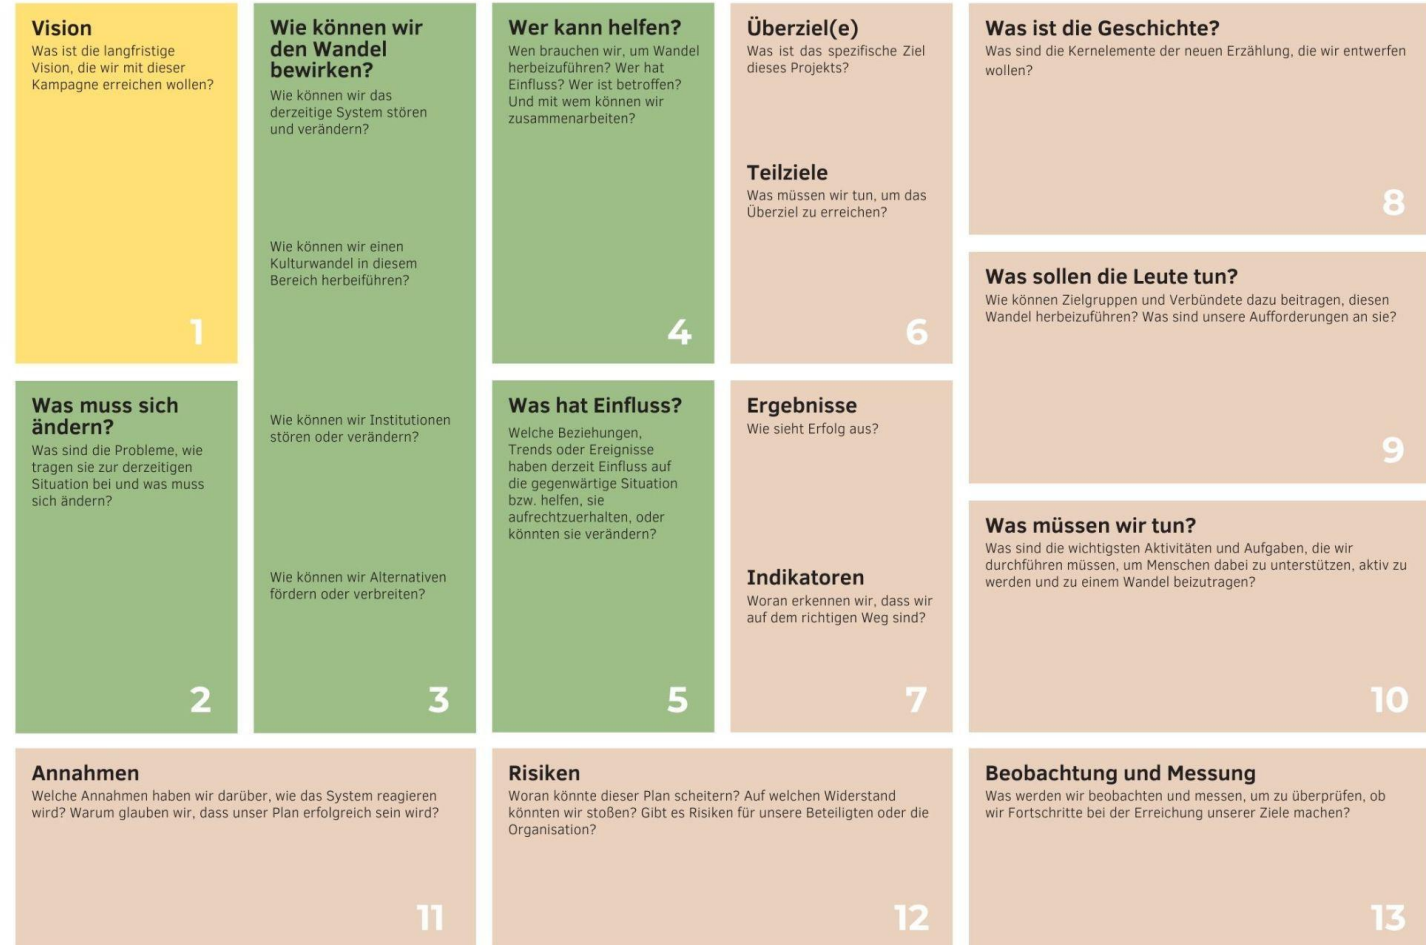 Vision
Was ist die langfristige
Vision, die wir mit dieser
Kampagne erreichen wollen?
1
Was muss sich
ändern?
Was sind die Probleme, wie
tragen sie zur derzeitigen
Situation bei und was muss
sich ändern?
2
Wie können wir
den Wandel
bewirken?
Wie können wir das
derzeitige System stören
und verändern?
Wie können wir einen
Kulturwandel in diesem
Bereich herbeiführen?
Wie können wir Institutionen
stören oder verändern?
Wie können wir Alternativen
fördern oder verbreiten?
3
Wer kann helfen?
Wen brauchen wir, um Wandel
herbeizuführen? Wer hat
Einfluss? Wer ist betroffen?
Und mit wem können wir
zusammenarbeiten?
4
Was hat Einfluss?
Welche Beziehungen,
Trends oder Ereignisse
haben derzeit Einfluss auf
die gegenwärtige Situation
bzw. helfen, sie
aufrechtzuerhalten, oder
könnten sie verändern?
5
Überziel(e)
Was ist das spezifische Ziel
dieses Projekts?
Teilziele
Was müssen wir tun, um das
Überziel zu erreichen?
6
Ergebnisse
Wie sieht Erfolg aus?
Indikatoren
Woran erkennen wir, dass wir
auf dem richtigen Weg sind?
7
Was ist die Geschichte?
Was sind die Kernelemente der neuen Erzählung, die wir entwerfen
wollen?
8
Was sollen die Leute tun?
Wie können Zielgruppen und Verbündete dazu beitragen, diesen
Wandel herbeizuführen? Was sind unsere Aufforderungen an sie?
9
Was müssen wir tun?
Was sind die wichtigsten Aktivitäten und Aufgaben, die wir
durchführen müssen, um Menschen dabei zu unterstützen, aktiv zu
werden und zu einem Wandel beizutragen?
10
Annahmen
Welche Annahmen haben wir darüber, wie das System reagieren
wird? Warum glauben wir, dass unser Plan erfolgreich sein wird?
11
Risiken
Woran könnte dieser Plan scheitern? Auf welchen Widerstand
könnten wir stoßen? Gibt es Risiken für unsere Beteiligten oder die
Organisation?
12
Beobachtung und Messung
Was werden wir beobachten und messen, um zu überprüfen, ob
wir Fortschritte bei der Erreichung unserer Ziele machen?
13